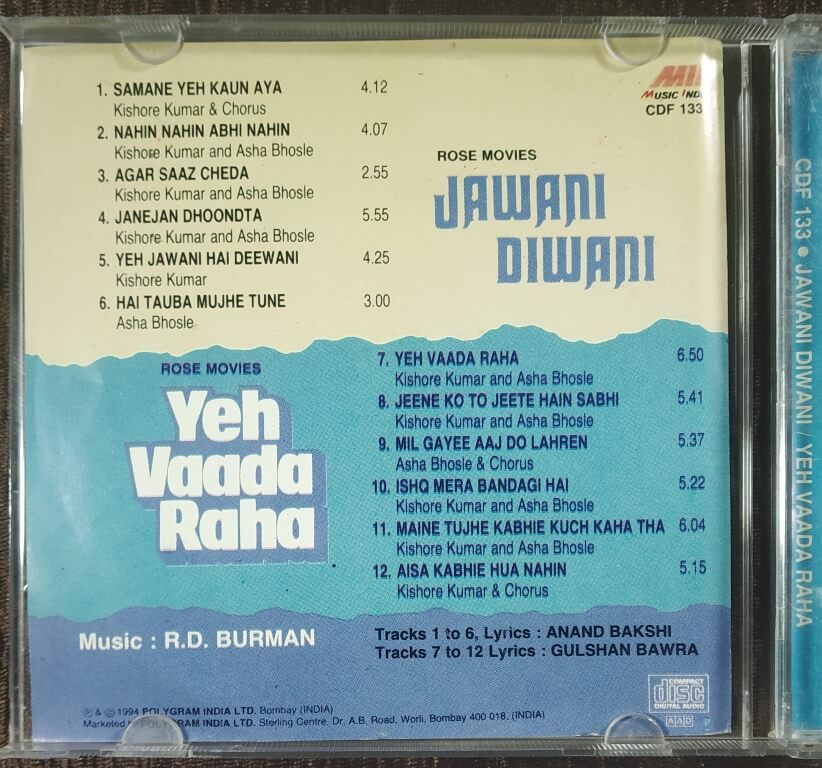 1. SAMANE YEH KAUN AYA 4.12
Kishore Kumar & Chorus
2. NAHIN NAHIN ABHI NAHIN 4.07
Kishore Kumar and Asha Bhosle
3. AGAR SAAZ CHEDA 2.55
Kishore Kumar and Asha Bhosle
4. JANEJAN DHOONDTA 5.55
Kishore Kumar and Asha Bhosle
5. YEH JAWANI HAI DEEWANI 4.25
Kishore Kumar
6. HAI TAUBA MUJHE TUNE 3.00
Asha Bhosle
MUSIC
CDF 133
ROSE MOVIES
JAWANI
DIWANI
ROSE MOVIES
Yeh
Vaada
Raha
7. YEH VAADA RAHA 6.50
Kishore Kumar and Asha Bhosle
8. JEENE KO TO JEETE HAIN SABHI 5.41
Kishore Kumar and Asha Bhosle
9. MIL GAYEE AAJ DO LAHREN 5.37
Asha Bhosle & Chorus
10. ISHQ MERA BANDAGI HAI 5.22
Kishore Kumar and Asha Bhosle
11. MAINE TUJHE KABHIE KUCH KAHA THA 6.04
Kishore Kumar and Asha Bhosle
12. AISA KABHIE HUA NAHIN 5.15
Kishore Kumar & Chorus
Music : R.D. BURMAN
Tracks 1 to 6, Lyrics : ANAND BAKSHI
Tracks 7 to 12 Lyrics : GULSHAN BAWRA
℗ & © 1994 POLYGRAM INDIA LTD. Bombay (INDIA)
POLYGRAM INDIA LTD. Sterling Centre, Dr. A.B. Road, Worli, Bombay 400 018. (INDIA)
COMPACT
disc
DIGITAL AUDIO
AAD
CDF 133 • JAWANI DIWANI / YEH VAADA RAHA